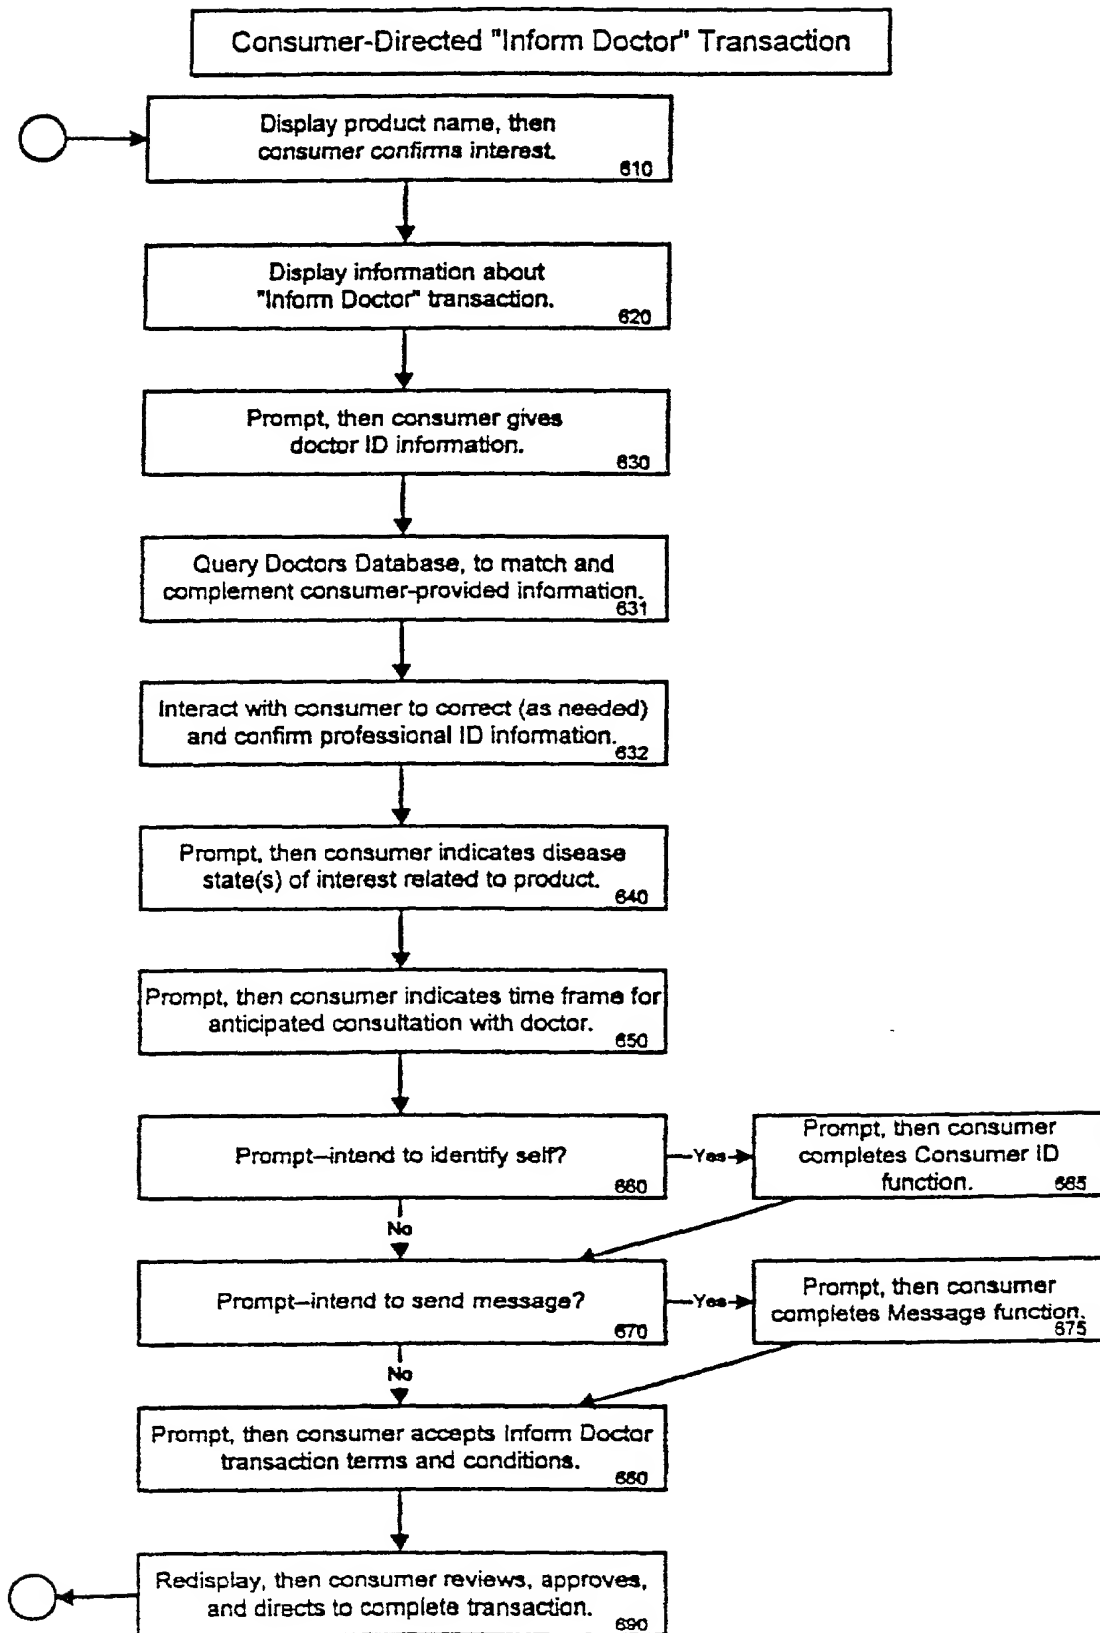 Consumer-Directed "Inform Doctor" Transaction
Display product name, then
consumer confirms interest.
610
Display information about
"Inform Doctor" transaction.
620
Prompt, then consumer gives
doctor ID information.
630
Query Doctors Database, to match and
complement consumer-provided information.
631
Interact with consumer to correct (as needed)
and confirm professional ID information.
632
Prompt, then consumer indicates disease
state(s) of interest related to product.
640
Prompt, then consumer indicates time frame for
anticipated consultation with doctor.
650
Prompt–intend to identify self?
660
Yes
Prompt, then consumer
completes Consumer ID
function.
665
No
Prompt–intend to send message?
670
Yes
Prompt, then consumer
completes Message function.
675
No
Prompt, then consumer accepts Inform Doctor
transaction terms and conditions.
680
Redisplay, then consumer reviews, approves,
and directs to complete transaction.
690